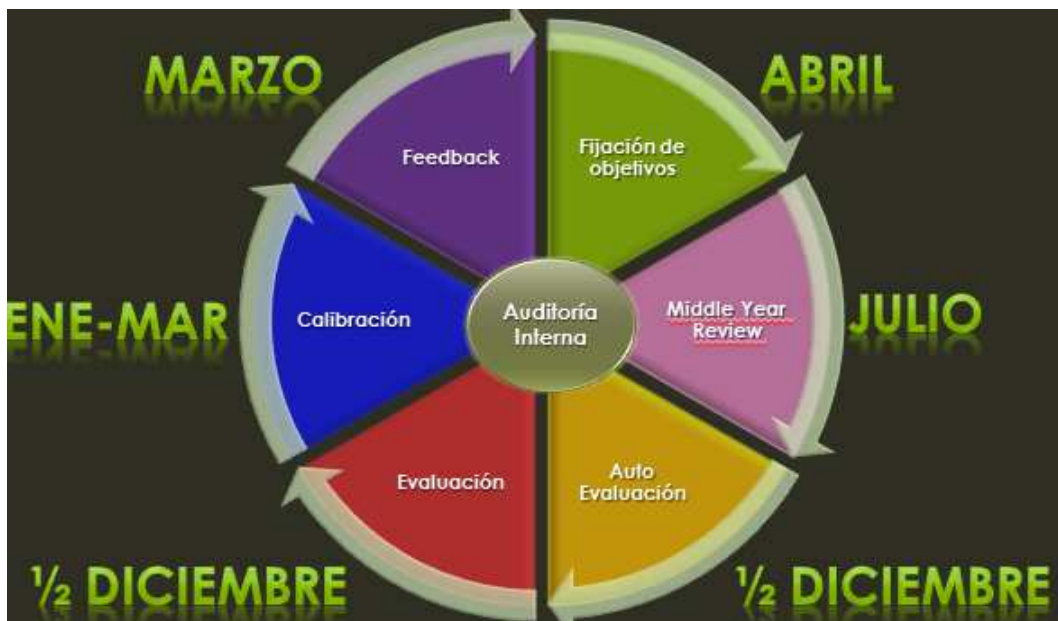 MARZO
ABRIL
Feedback
Fijación de
objetivos
ENE-MAR
Calibración
Auditoría
Interna
Middle Year
Review
JULIO
Evaluación
Auto
Evaluación
½ DICIEMBRE
½ DICIEMBRE